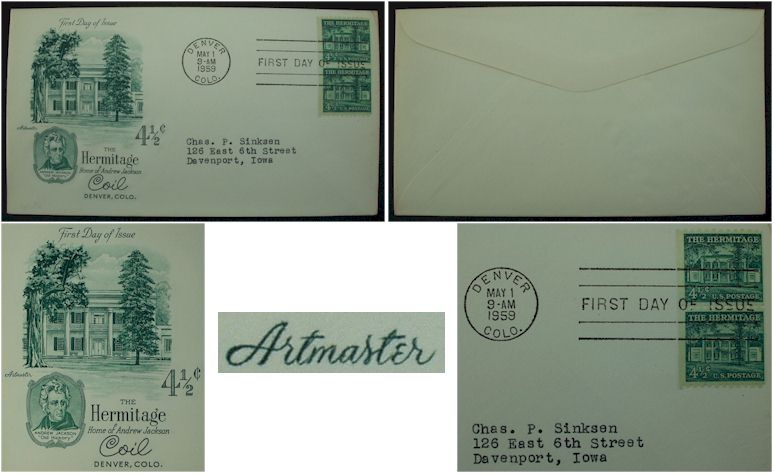 First Day of Issue
Artmaster
ANDREW JACKSON
"Old Hickory"
4½¢
THE
Hermitage
Home of Andrew Jackson
Coil
DENVER, COLO.
DENVER
MAY 1
9-AM
1959
COLO.
FIRST DAY OF ISSUE
THE HERMITAGE
4½¢ U.S. POSTAGE
THE HERMITAGE
4½¢ U.S. POSTAGE
Chas. P. Sinksen
126 East 6th Street
Davenport, Iowa
First Day of Issue
Artmaster
ANDREW JACKSON
"Old Hickory"
4½¢
THE
Hermitage
Home of Andrew Jackson
Coil
DENVER, COLO.
Artmaster
DENVER
MAY 1
9-AM
1959
COLO.
FIRST DAY OF ISSUE
THE HERMITAGE
4½¢ U.S. POSTAGE
THE HERMITAGE
4½¢ U.S. POSTAGE
Chas. P. Sinksen
126 East 6th Street
Davenport, Iowa